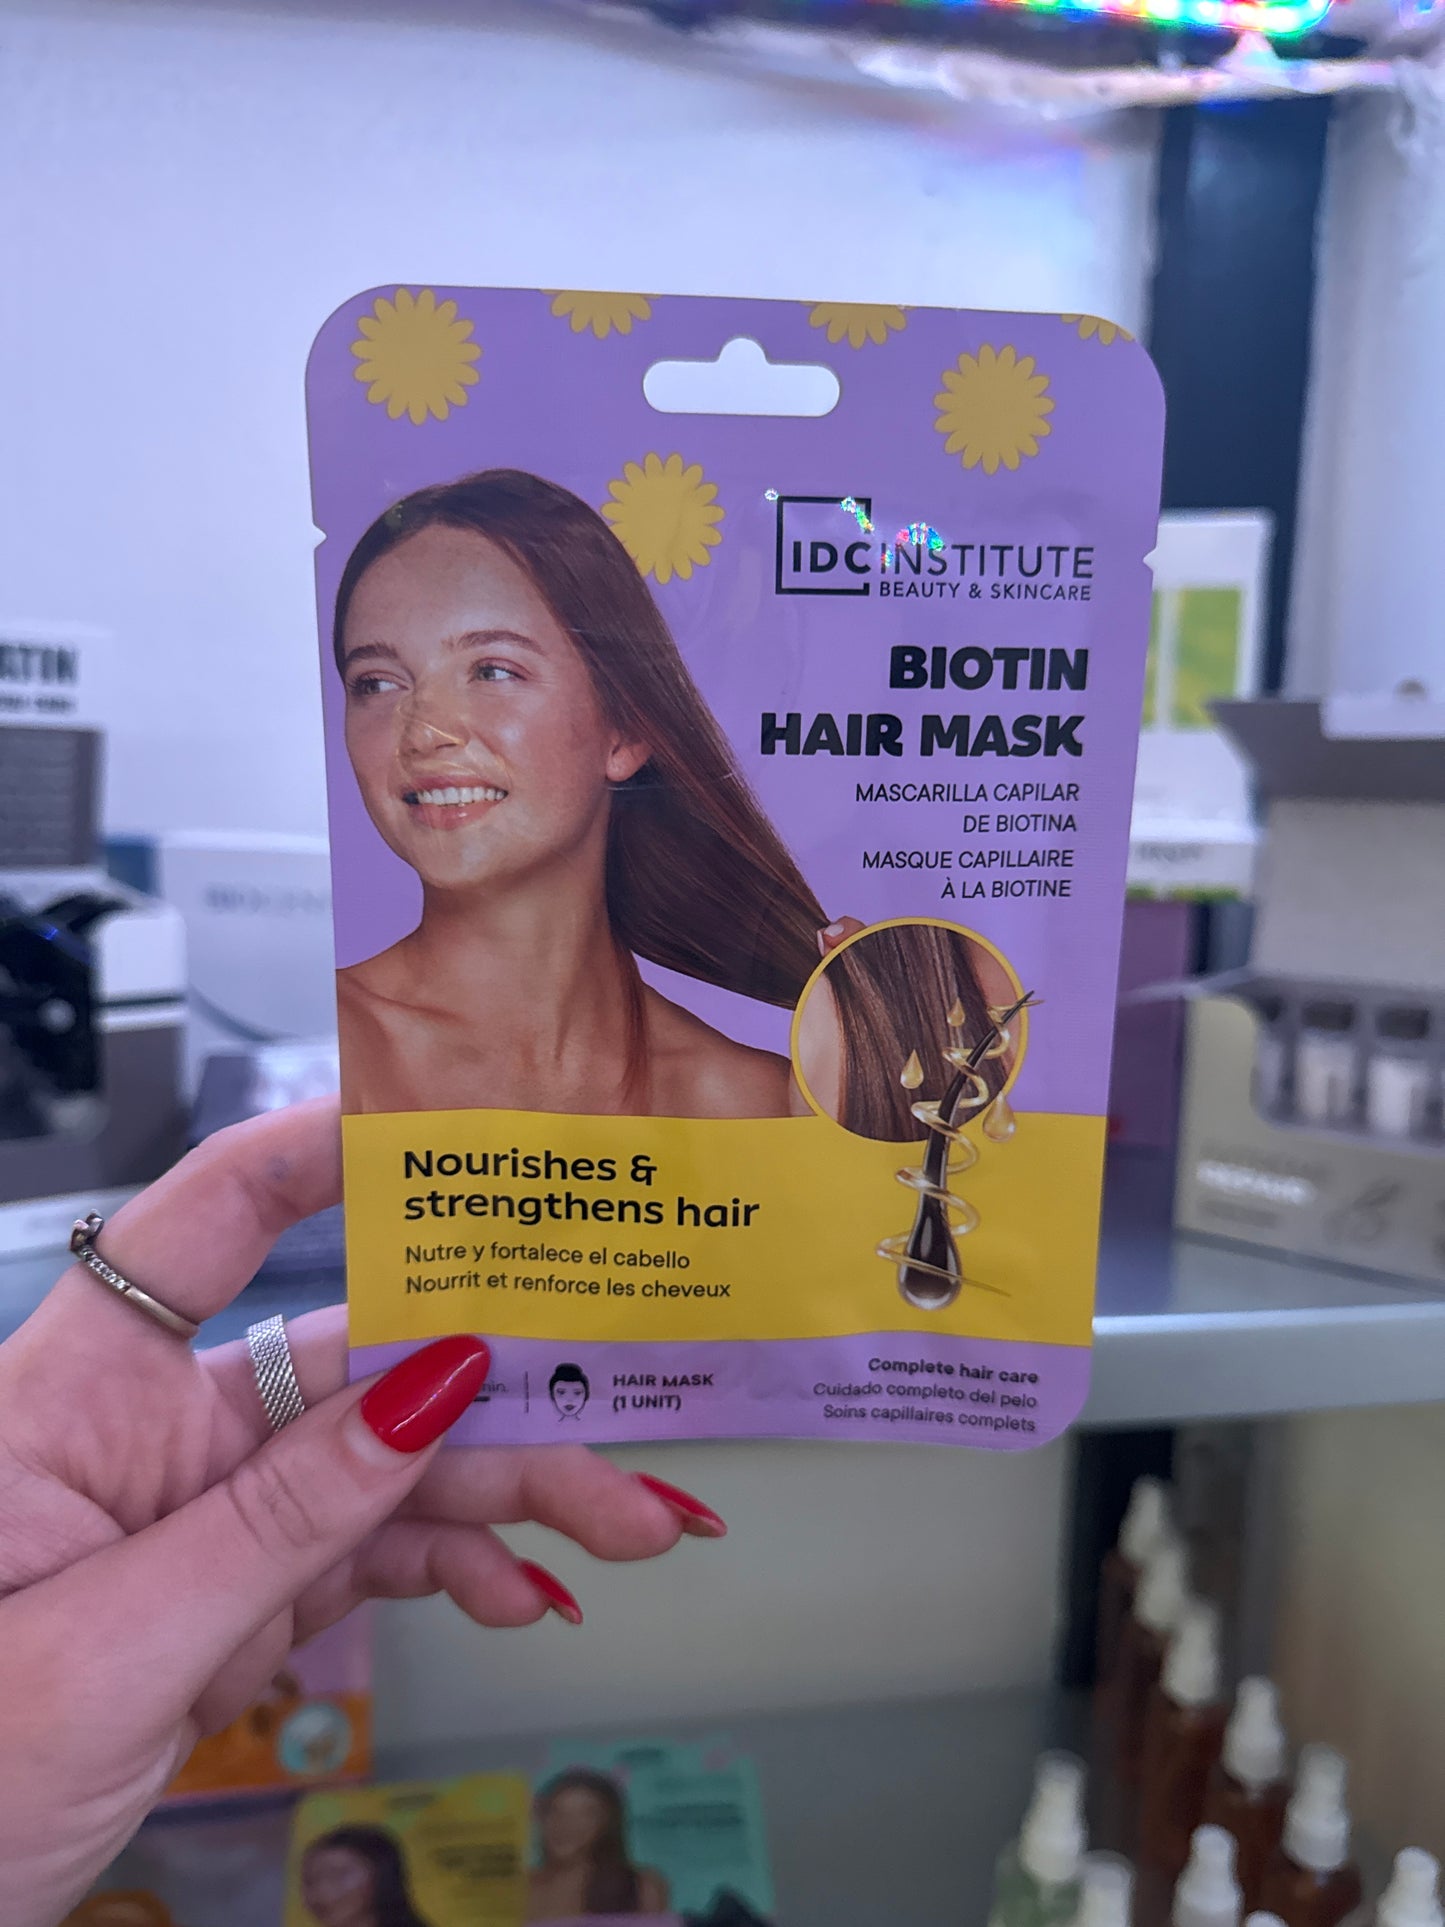 IDC INSTITUTE
BEAUTY & SKINCARE
BIOTIN
HAIR MASK
MASCARILLA CAPILAR
DE BIOTINA
MASQUE CAPILLAIRE
À LA BIOTINE
Nourishes &
strengthens hair
Nutre y fortalece el cabello
Nourrit et renforce les cheveux
min.
HAIR MASK
(1 UNIT)
Complete hair care
Cuidado completo del pelo
Soins capillaires complets